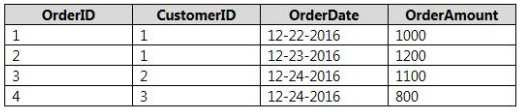 OrderID CustomerID OrderDate OrderAmount
1 1 12-22-2016 1000
2 1 12-23-2016 1200
3 2 12-24-2016 1100
4 3 12-24-2016 800